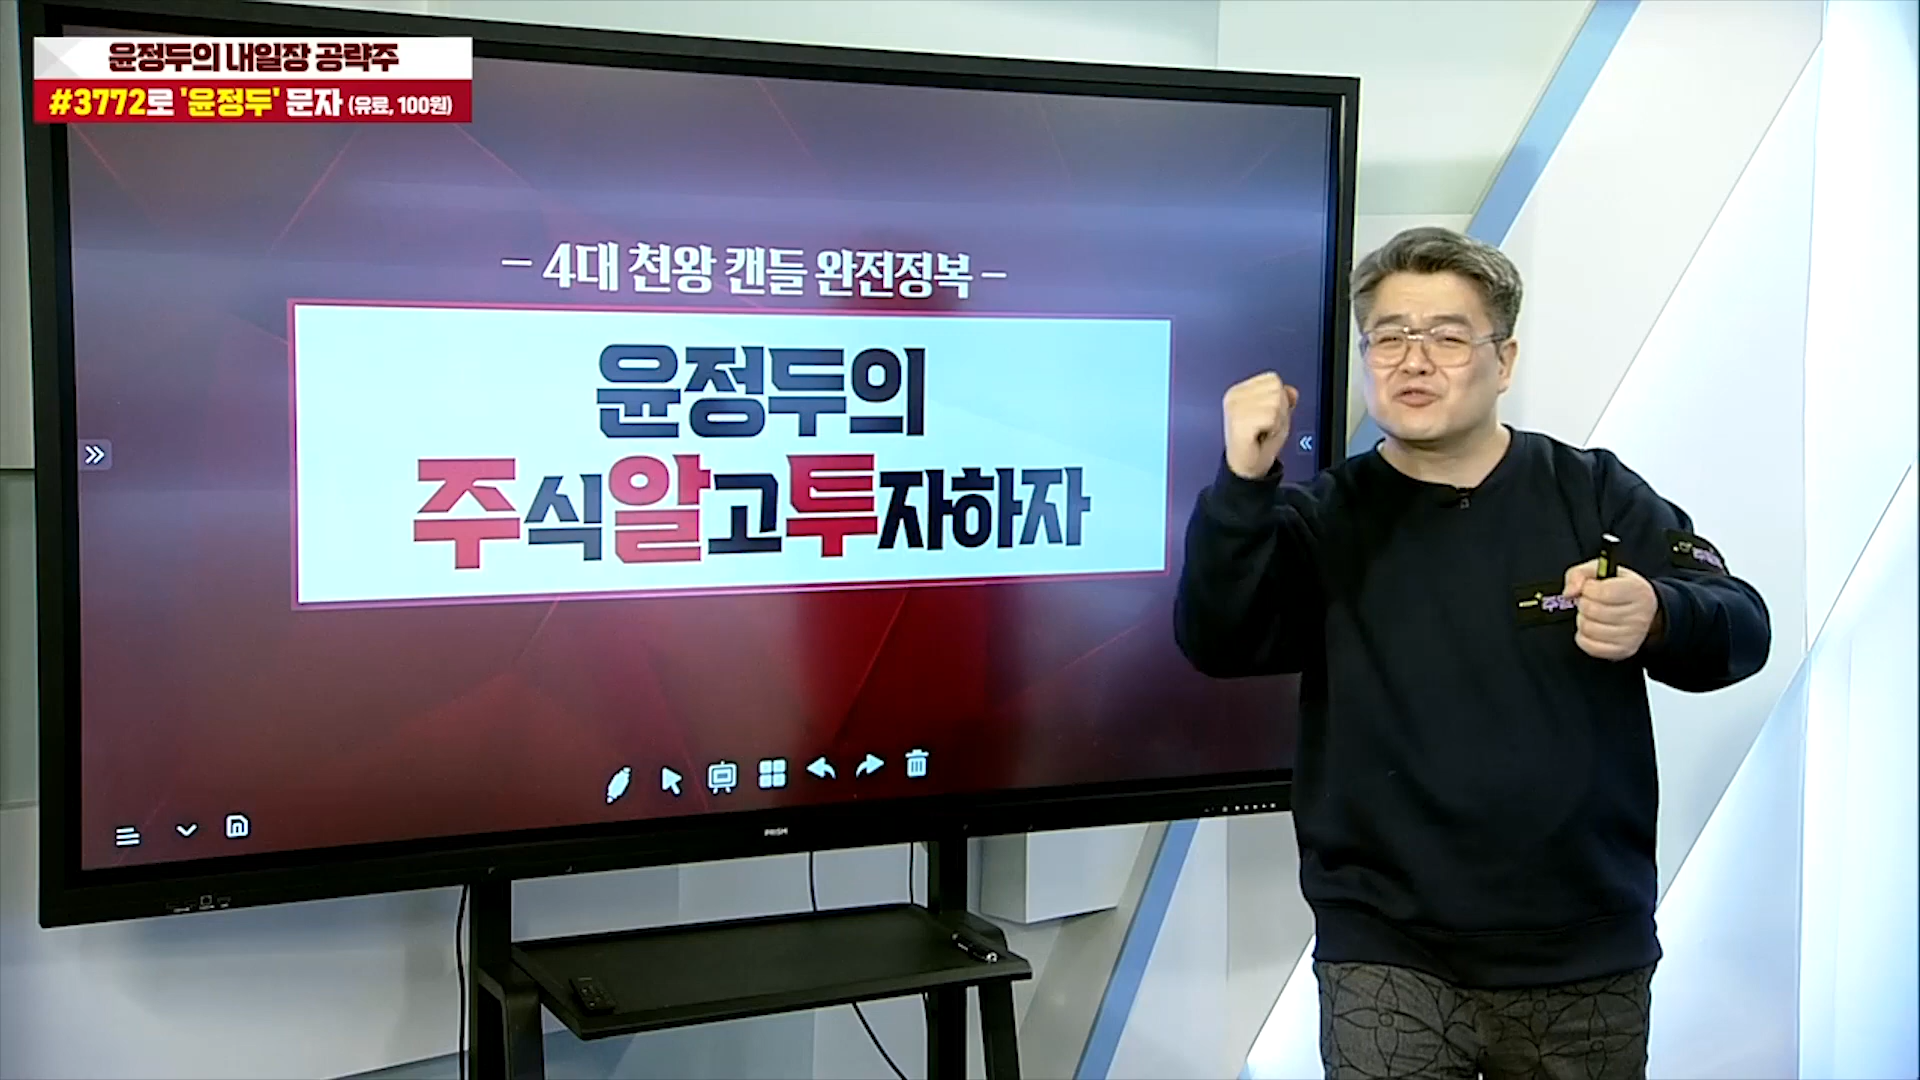 윤정두의 내일장 공략주
#3772로 '윤정두' 문자 (유료, 100원)
- 4대 천왕 캔들 완전정복 -
윤정두의
주식알고투자하자
PRISM